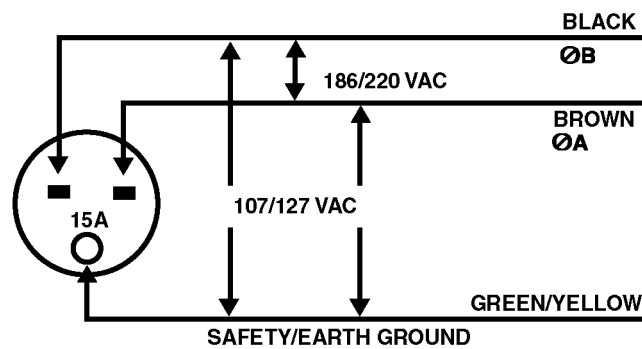 BLACK
ØB
186/220 VAC
BROWN
ØA
15A
107/127 VAC
GREEN/YELLOW
SAFETY/EARTH GROUND